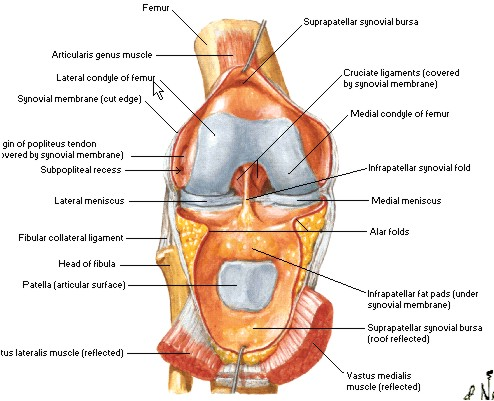 Femur
Suprapatellar synovial bursa
Articularis genus muscle
Lateral condyle of femur
Synovial membrane (cut edge)
Cruciate ligaments (covered
by synovial membrane)
Medial condyle of femur
of popliteus tendon
by synovial membrane)
Subpopliteal recess
Infrapatellar synovial fold
Lateral meniscus
Medial meniscus
Alar folds
Fibular collateral ligament
Head of fibula
Patella (articular surface)
Infrapatellar fat pads (under
synovial membrane)
Suprapatellar synovial bursa
(roof reflected)
lateralis muscle (reflected)
Vastus medialis
muscle (reflected)